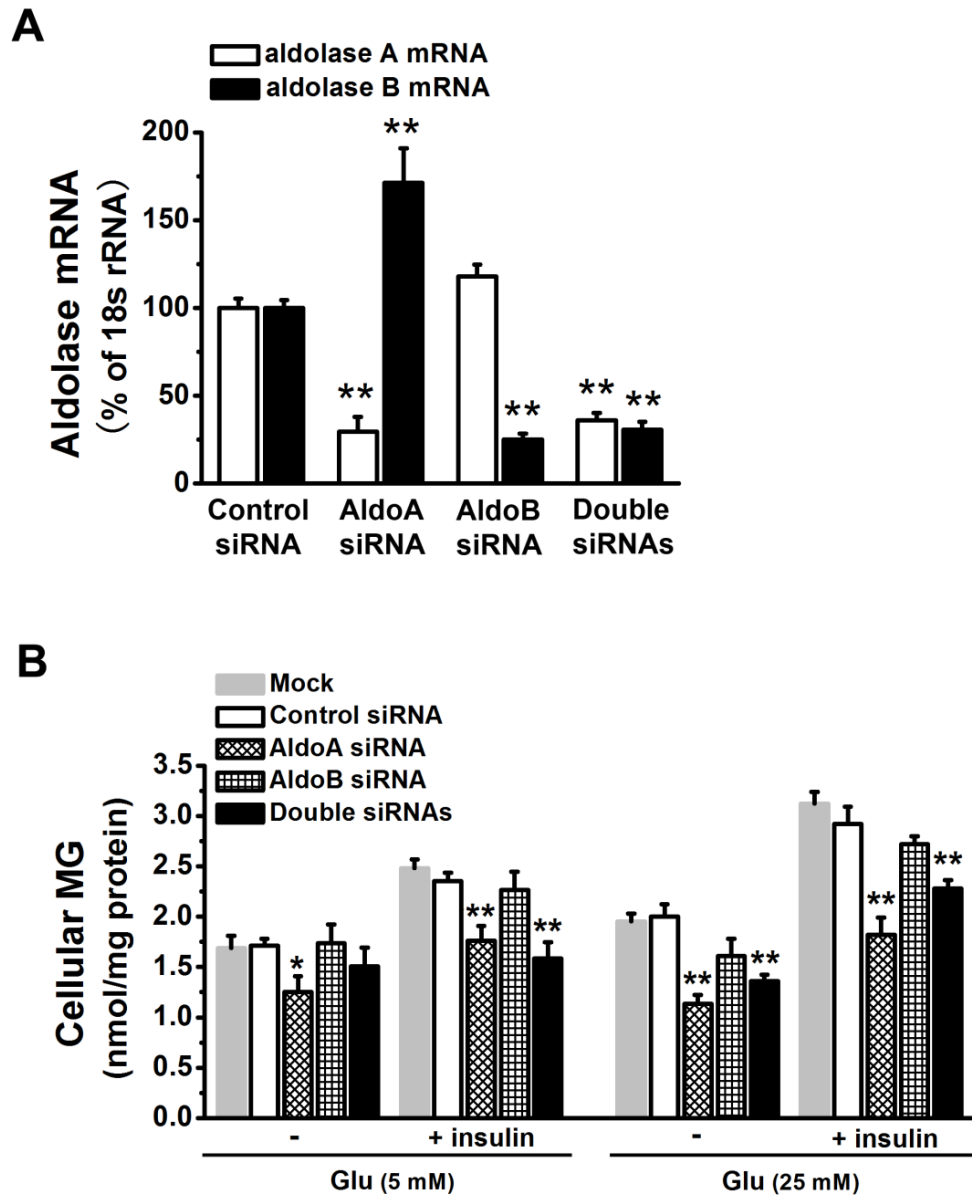 A
aldolase A mRNA
aldolase B mRNA
Aldolase mRNA
(% of 18s rRNA)
200
150
100
50
0
**
**
**
**
**
Control
siRNA
AldoA
siRNA
AldoB
siRNA
Double
siRNAs
B
Mock
Control siRNA
AldoA siRNA
AldoB siRNA
Double siRNAs
Cellular MG
(nmol/mg protein)
3.5
3.0
2.5
2.0
1.5
1.0
0.5
0.0
*
**
**
**
**
**
**
-
+ insulin
-
+ insulin
Glu (5 mM)
Glu (25 mM)